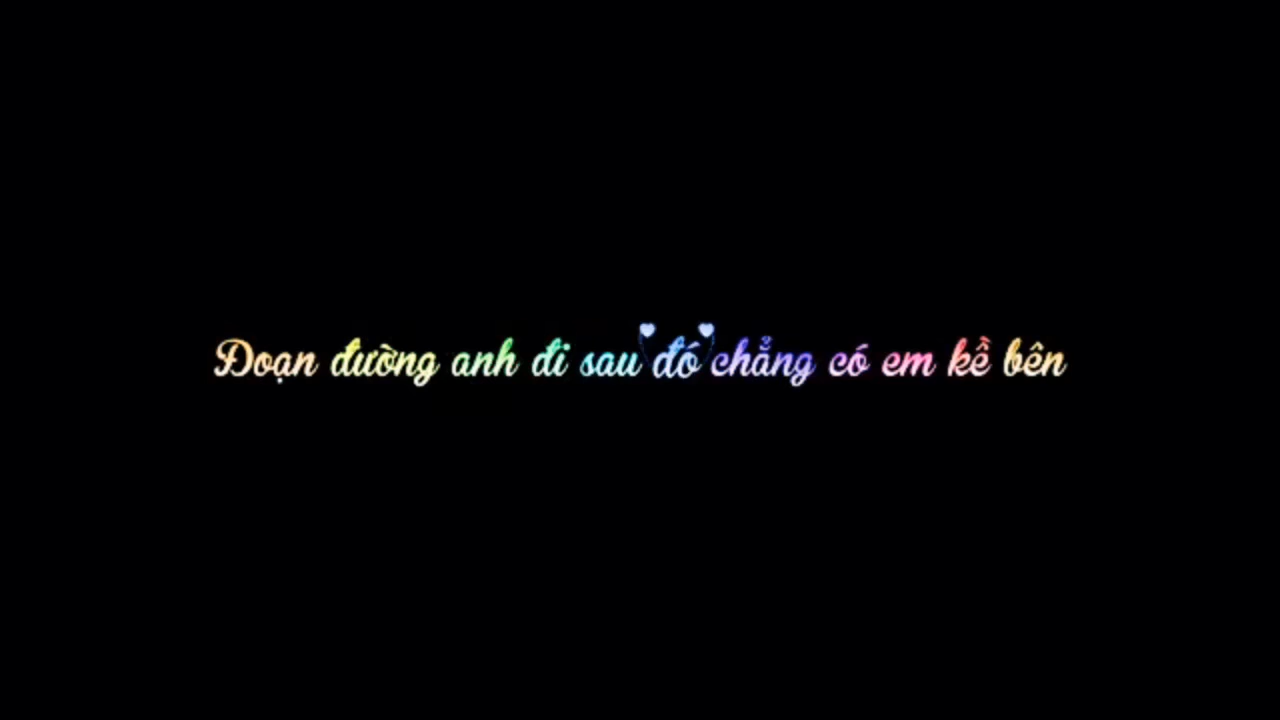 Đoạn đường anh đi sau đó chẳng có em kề bên